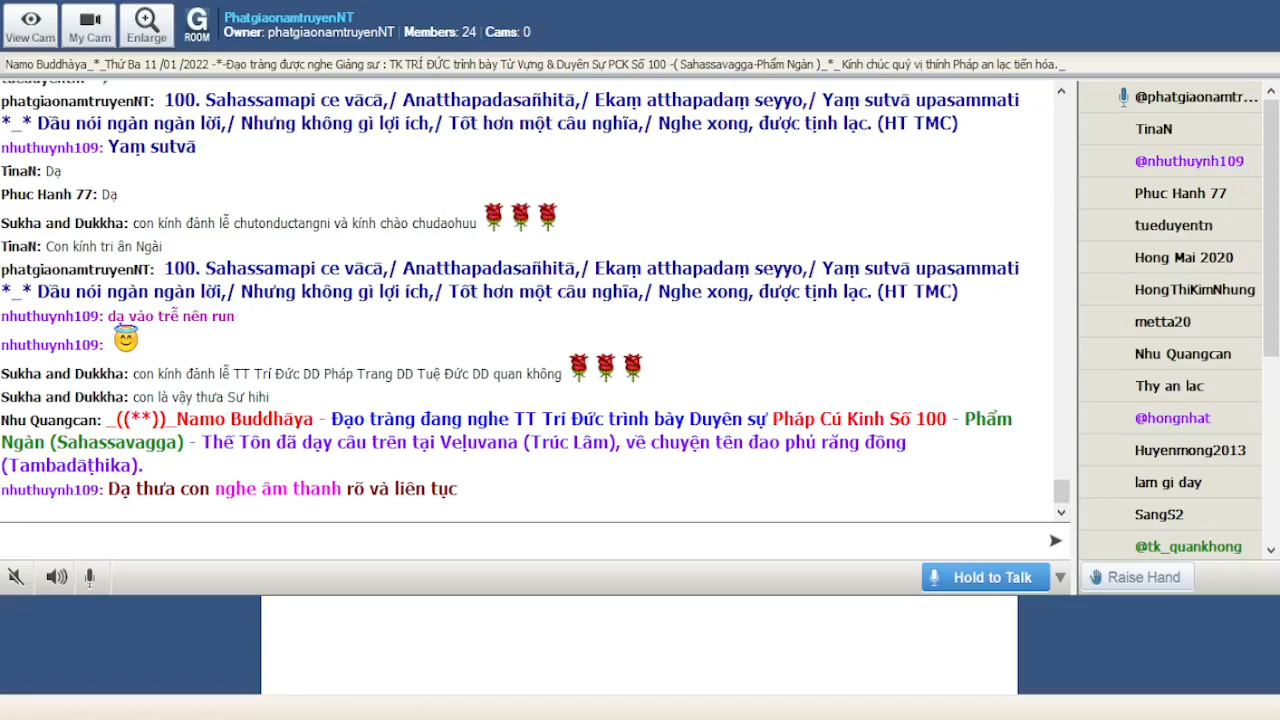 View Cam
My Cam
Enlarge
G
ROOM
PhatgiaonamtruyenNT
Owner: phatgiaonamtruyenNT | Members: 24 | Cams: 0
Namo Buddhàya_*_Thứ Ba 11 /01 /2022 -*-Đạo tràng được nghe Giảng sư : TK TRÍ ĐỨC trình bày Từ Vựng & Duyên Sự PCK Số 100 -( Sahassavagga-Phẩm Ngàn )_*_ Kính chúc quý vị thính Pháp an lạc tiến hóa._
phatgiaonamtruyenNT: 100. Sahassamapi ce vācā,/ Anatthapadasañhitā,/ Ekaṃ atthapadaṃ seyyo,/ Yaṃ sutvā upasammati
*_* Dầu nói ngàn ngàn lời,/ Nhưng không gì lợi ích,/ Tốt hơn một câu nghĩa,/ Nghe xong, được tịnh lạc. (HT TMC)
nhuthuynh109: Yaṃ sutvā
TinaN: Dạ
Phuc Hanh 77: Dạ
Sukha and Dukkha: con kính đảnh lễ chutonductangni và kính chào chudaohuu
TinaN: Con kính tri ân Ngài
phatgiaonamtruyenNT: 100. Sahassamapi ce vācā,/ Anatthapadasañhitā,/ Ekaṃ atthapadaṃ seyyo,/ Yaṃ sutvā upasammati
*_* Dầu nói ngàn ngàn lời,/ Nhưng không gì lợi ích,/ Tốt hơn một câu nghĩa,/ Nghe xong, được tịnh lạc. (HT TMC)
nhuthuynh109: dạ vào trễ nên run
nhuthuynh109:
Sukha and Dukkha: con kính đảnh lễ TT Trí Đức DD Pháp Trang DD Tuệ Đức DD quan không
Sukha and Dukkha: con là vậy thưa Sư hihi
Nhu Quangcan: _((**))_Namo Buddhāya - Đạo tràng đang nghe TT Trí Đức trình bày Duyên sự Pháp Cú Kinh Số 100 - Phẩm
Ngàn (Sahassavagga) - Thế Tôn đã dạy câu trên tại Veḷuvana (Trúc Lâm), về chuyện tên đao phủ răng đồng
(Tambadāṭhika).
nhuthuynh109: Dạ thưa con nghe âm thanh rõ và liên tục
@phatgiaonamtr...
TinaN
@nhuthuynh109
Phuc Hanh 77
tueduyentn
Hong Mai 2020
HongThiKimNhung
metta20
Nhu Quangcan
Thy an lac
@hongnhat
Huyenmong2013
lam gi day
SangS2
@tk_quankhong
Hold to Talk
Raise Hand